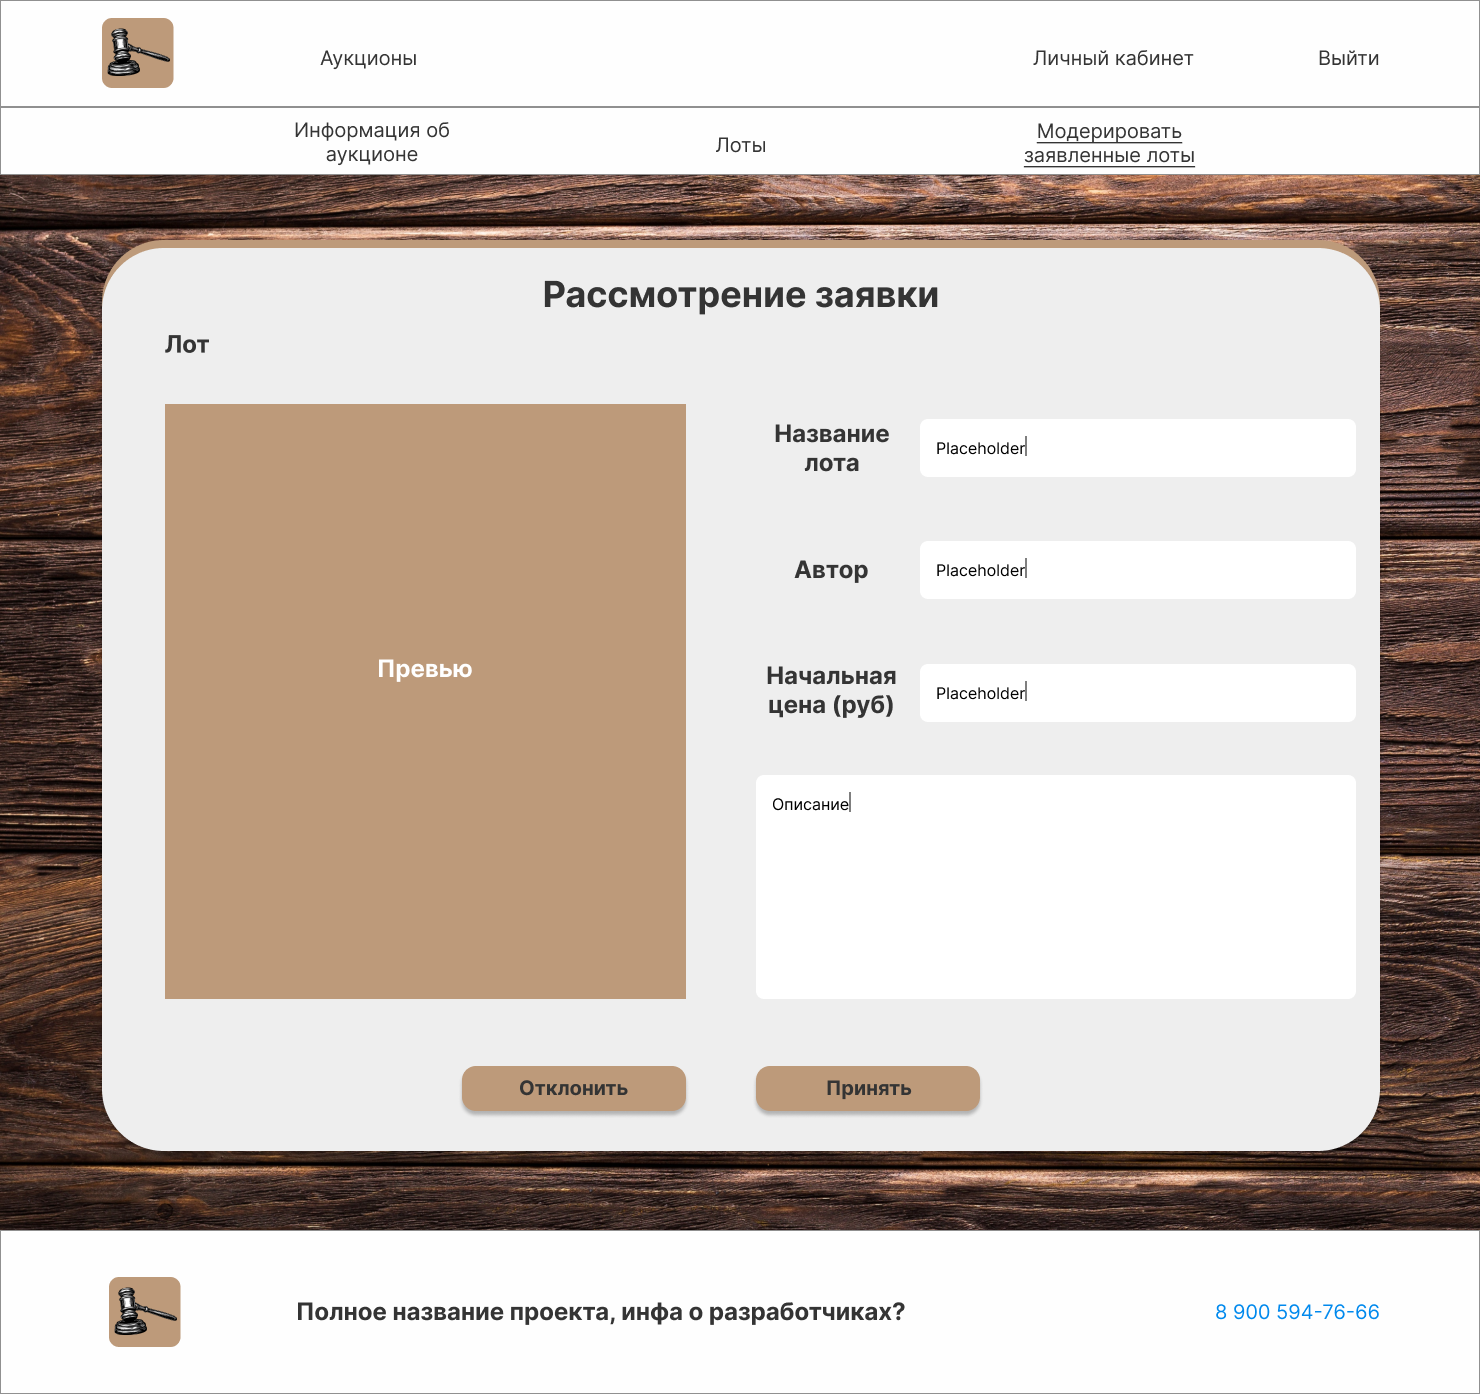 Аукционы
Личный кабинет
Выйти
Информация об
аукционе
Лоты
Модерировать
заявленные лоты
Рассмотрение заявки
Лот
Превью
Название
лота
Placeholder
Автор
Placeholder
Начальная
цена (руб)
Placeholder
Описание
Отклонить
Принять
Полное название проекта, инфа о разработчиках?
8 900 594-76-66